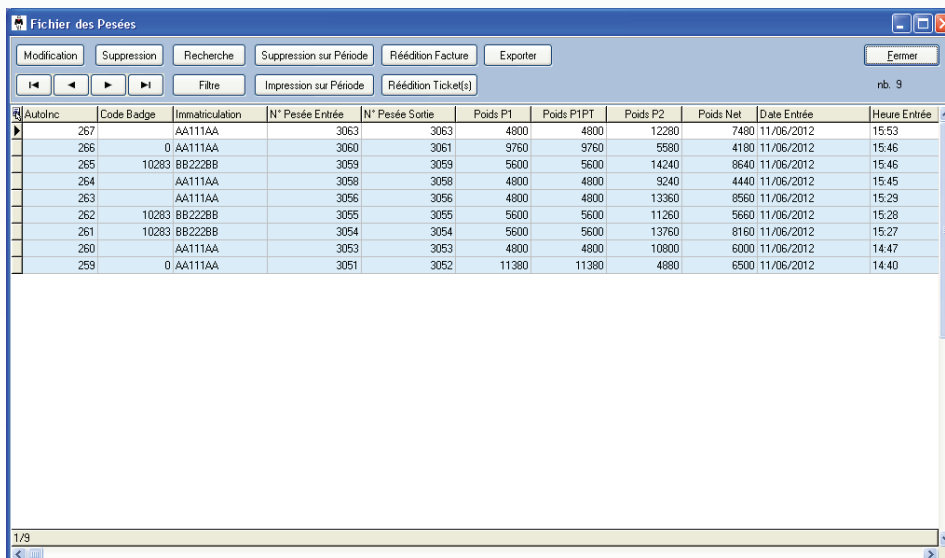 Fichier des Pesées
Modification Suppression Recherche Suppression sur Période Réédition Facture Exporter Fermer
Filtre Impression sur Période Réédition Ticket(s) nb. 9
AutoInc Code Badge Immatriculation N° Pesée Entrée N° Pesée Sortie Poids P1 Poids P1PT Poids P2 Poids Net Date Entrée Heure Entrée
267 AA111AA 3063 3063 4800 4800 12280 7480 11/06/2012 15:53
266 0 AA111AA 3060 3061 9760 9760 5580 4180 11/06/2012 15:46
265 10283 BB222BB 3059 3059 5600 5600 14240 8640 11/06/2012 15:46
264 AA111AA 3058 3058 4800 4800 9240 4440 11/06/2012 15:45
263 AA111AA 3056 3056 4800 4800 13360 8560 11/06/2012 15:29
262 10283 BB222BB 3055 3055 5600 5600 11260 5660 11/06/2012 15:28
261 10283 BB222BB 3054 3054 5600 5600 13760 8160 11/06/2012 15:27
260 AA111AA 3053 3053 4800 4800 10800 6000 11/06/2012 14:47
259 0 AA111AA 3051 3052 11380 11380 4880 6500 11/06/2012 14:40
1/9